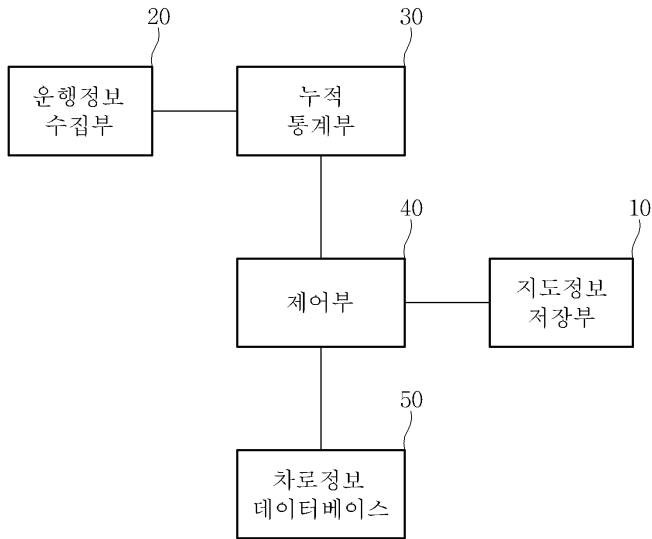 20
30
운행정보
수집부
누적
통계부
40
10
제어부
지도정보
저장부
50
차로정보
데이터베이스